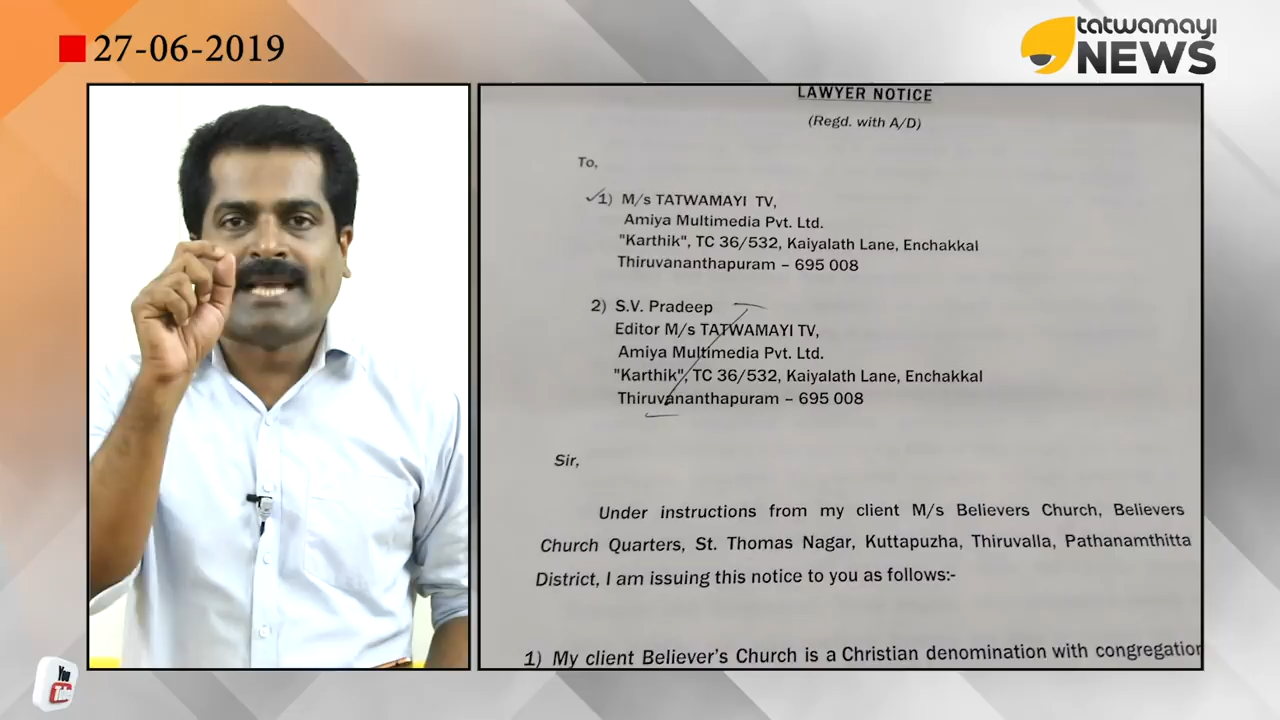 27-06-2019
tatwamayi
NEWS
LAWYER NOTICE
(Regd. with A/D)
To,
1) M/s TATWAMAYI TV,
Amiya Multimedia Pvt. Ltd.
"Karthik", TC 36/532, Kaiyalath Lane, Enchakkal
Thiruvananthapuram – 695 008
2) S.V. Pradeep
Editor M/s TATWAMAYI TV,
Amiya Multimedia Pvt. Ltd.
"Karthik", TC 36/532, Kaiyalath Lane, Enchakkal
Thiruvananthapuram – 695 008
Sir,
Under instructions from my client M/s Believers Church, Believers
Church Quarters, St. Thomas Nagar, Kuttapuzha, Thiruvalla, Pathanamthitta
District, I am issuing this notice to you as follows:-
1) My client Believer's Church is a Christian denomination with congregation
You
Tube